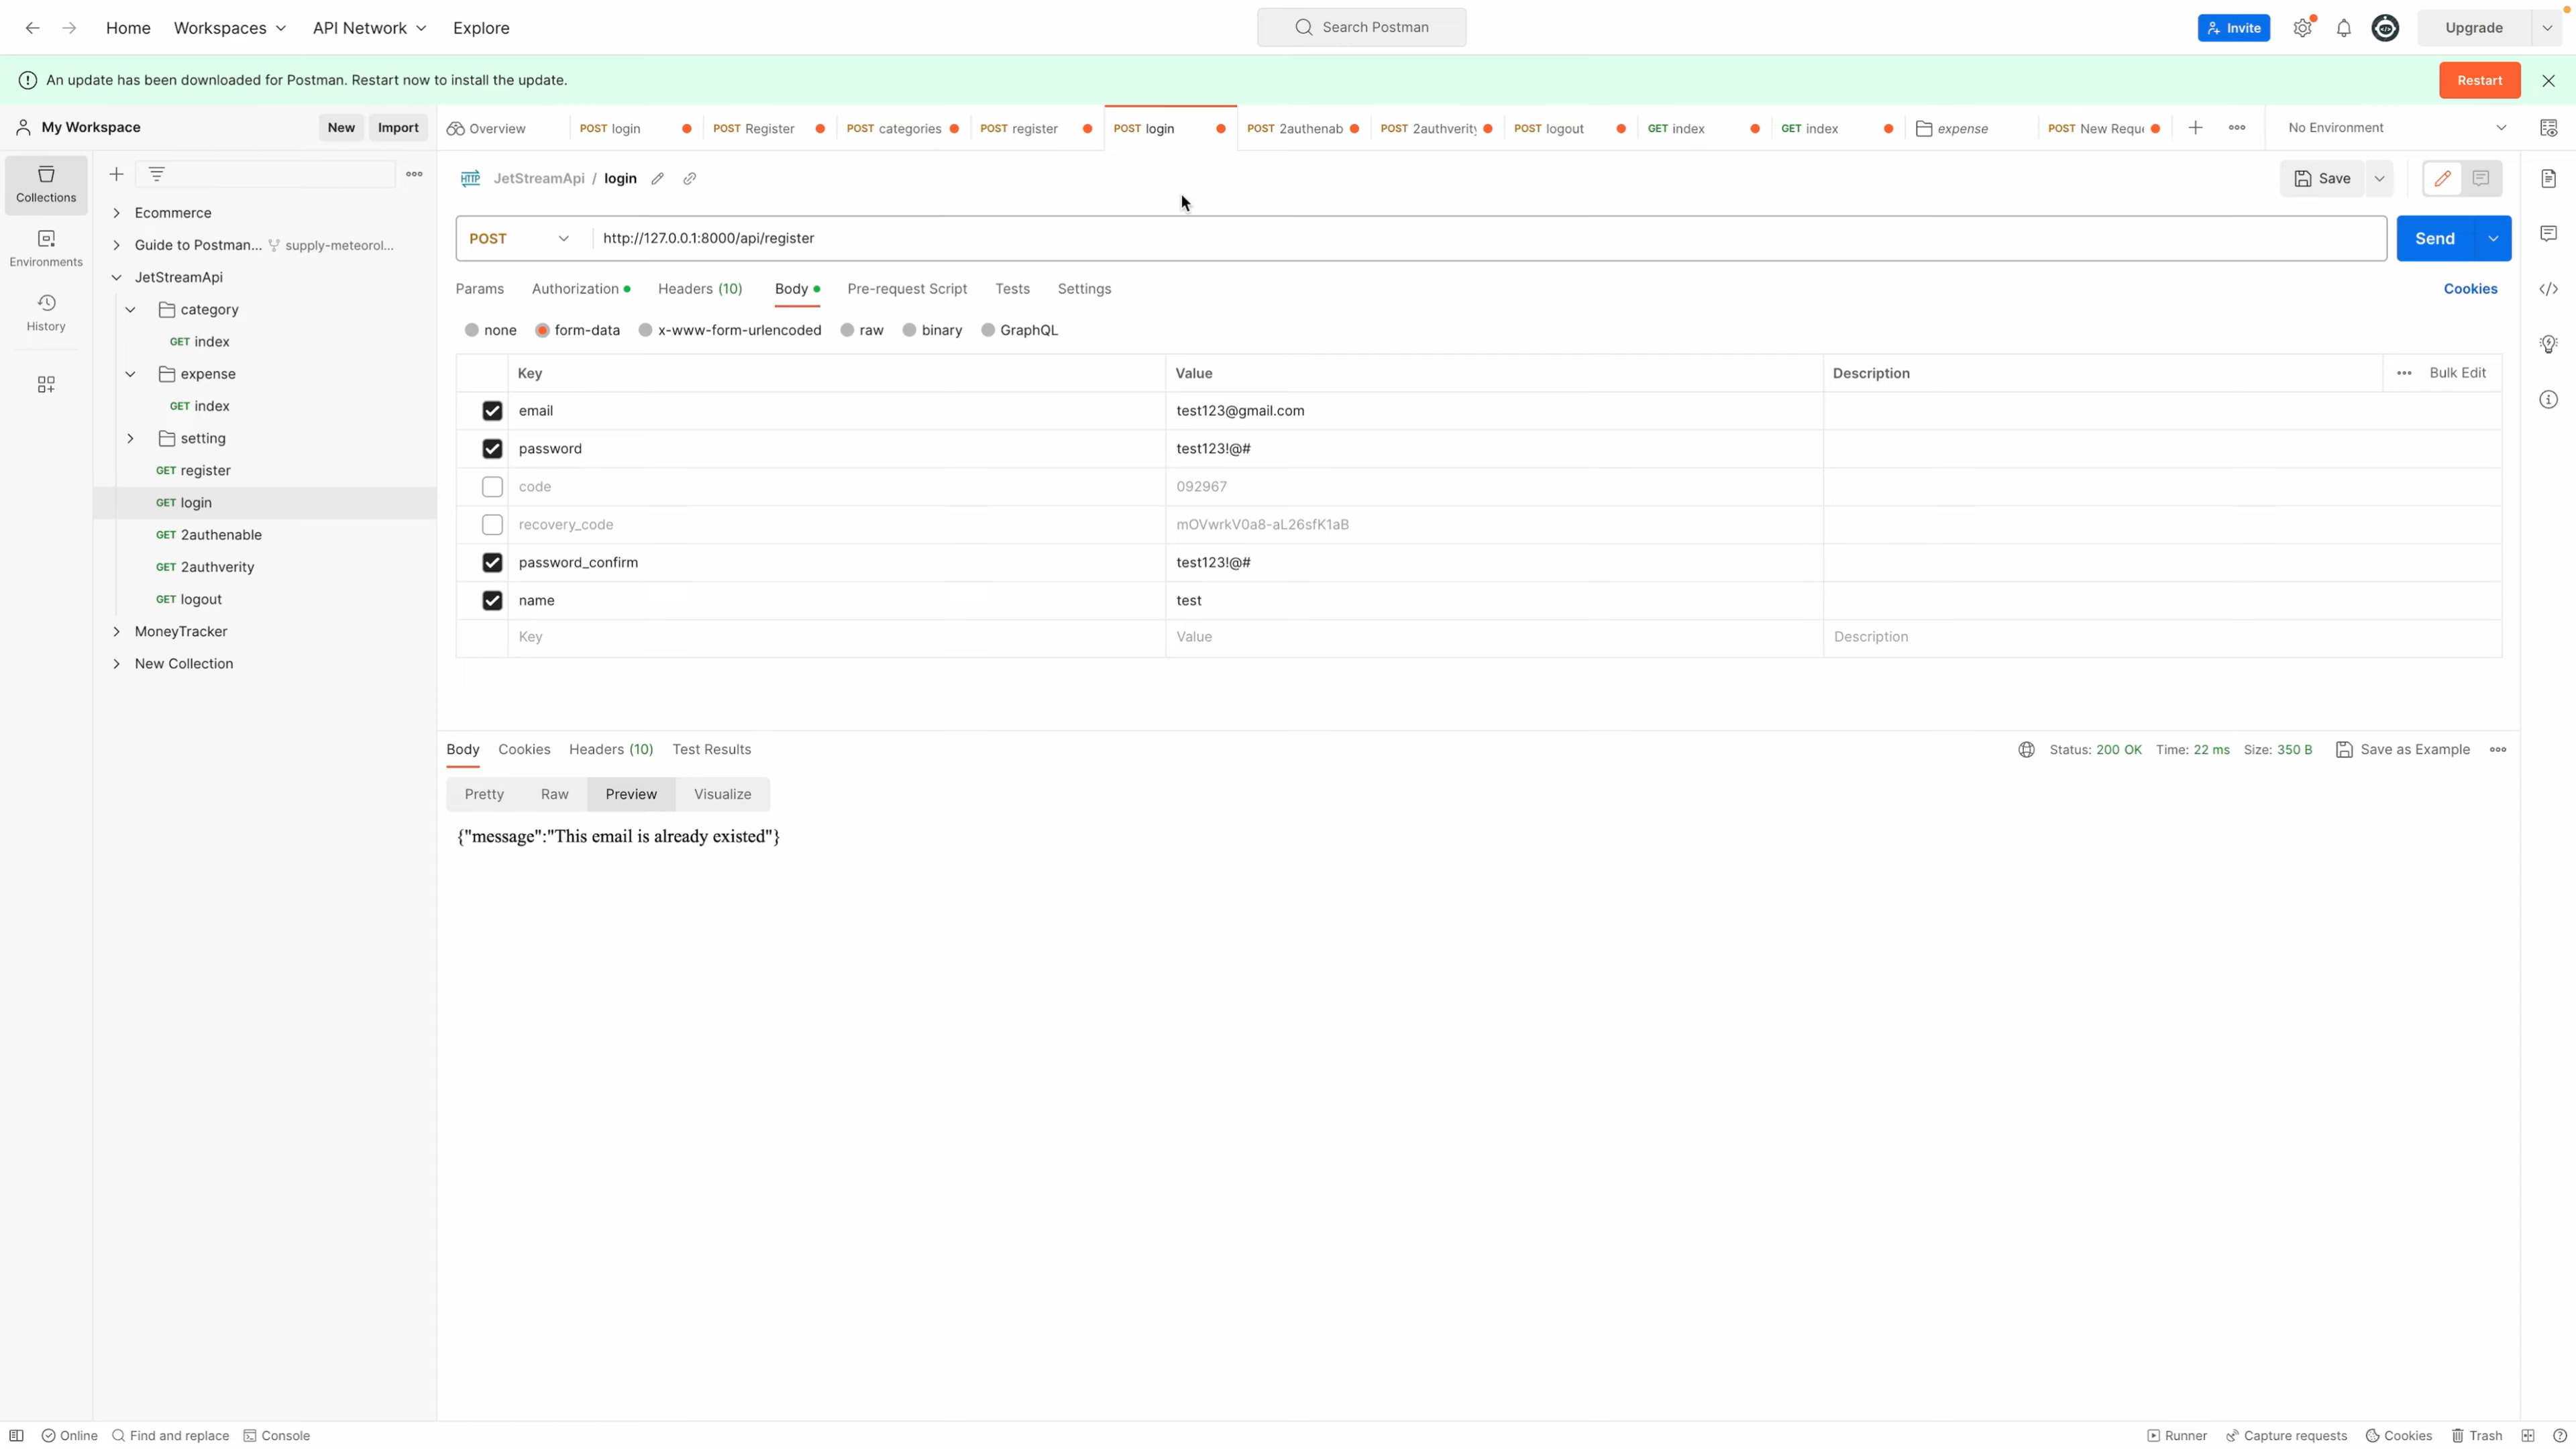 Home Workspaces API Network Explore Search Postman Invite Upgrade
An update has been downloaded for Postman. Restart now to install the update. Restart
My Workspace New Import
Overview POST login POST Register POST categories POST register POST login POST 2authenab POST 2authverity POST logout GET index GET index expense POST New Reque No Environment
Collections
Environments
History
Ecommerce
Guide to Postman... supply-meteorol...
JetStreamApi
category
GET index
expense
GET index
setting
GET register
GET login
GET 2authenable
GET 2authverity
GET logout
MoneyTracker
New Collection
HTTP JetStreamApi / login Save
POST http://127.0.0.1:8000/api/register Send
Params Authorization Headers (10) Body Pre-request Script Tests Settings Cookies
none form-data x-www-form-urlencoded raw binary GraphQL
Key Value Description Bulk Edit
email test123@gmail.com
password test123!@#
code 092967
recovery_code mOVwrkV0a8-aL26sfK1aB
password_confirm test123!@#
name test
Key Value Description
Body Cookies Headers (10) Test Results Status: 200 OK Time: 22 ms Size: 350 B Save as Example
Pretty Raw Preview Visualize
{"message":"This email is already existed"}
Online Find and replace Console Runner Capture requests Cookies Trash